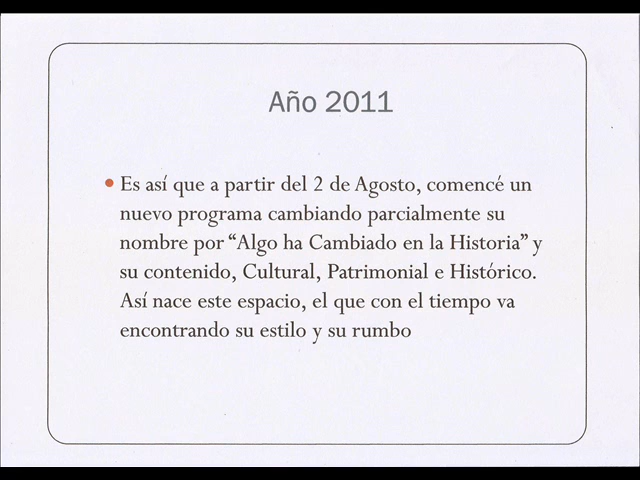 Año 2011
• Es así que a partir del 2 de Agosto, comencé un
nuevo programa cambiando parcialmente su
nombre por “Algo ha Cambiado en la Historia” y
su contenido, Cultural, Patrimonial e Histórico.
Así nace este espacio, el que con el tiempo va
encontrando su estilo y su rumbo